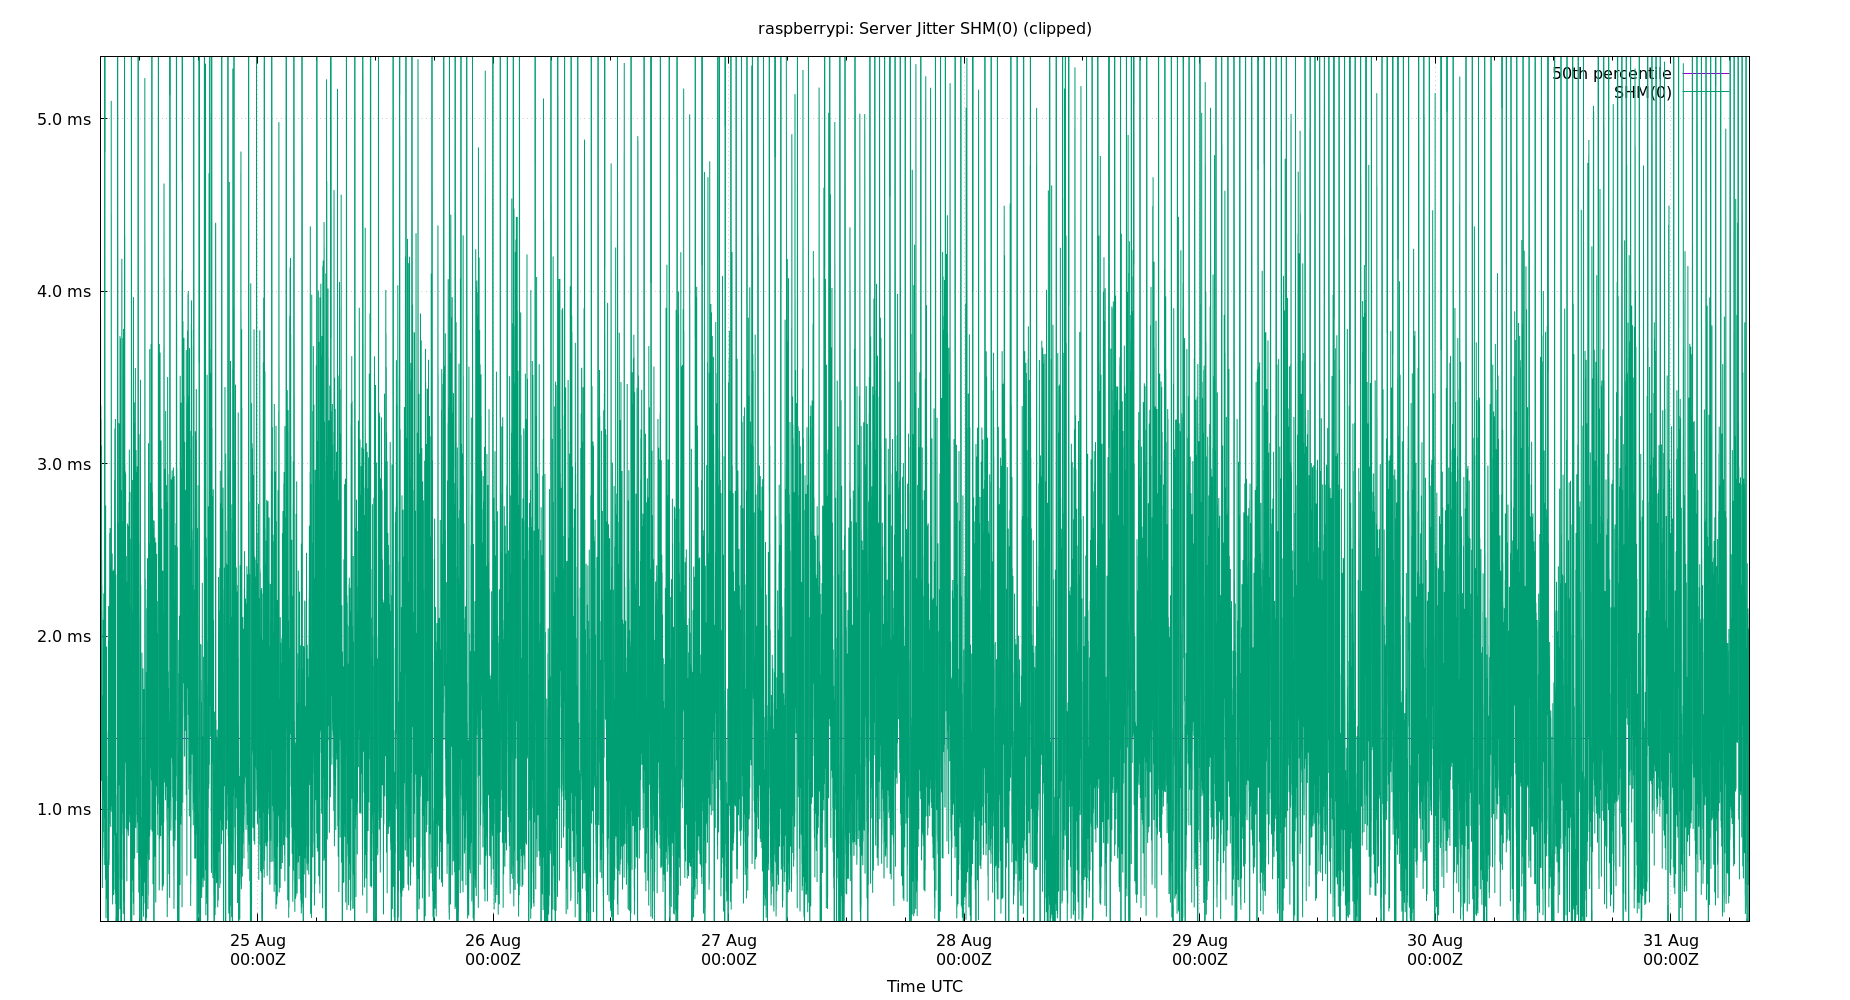 raspberrypi: Server Jitter SHM(0) (clipped)
50th percentile
SHM(0)
5.0 ms
4.0 ms
3.0 ms
2.0 ms
1.0 ms
25 Aug 26 Aug 27 Aug 28 Aug 29 Aug 30 Aug 31 Aug
00:00Z 00:00Z 00:00Z 00:00Z 00:00Z 00:00Z 00:00Z
Time UTC